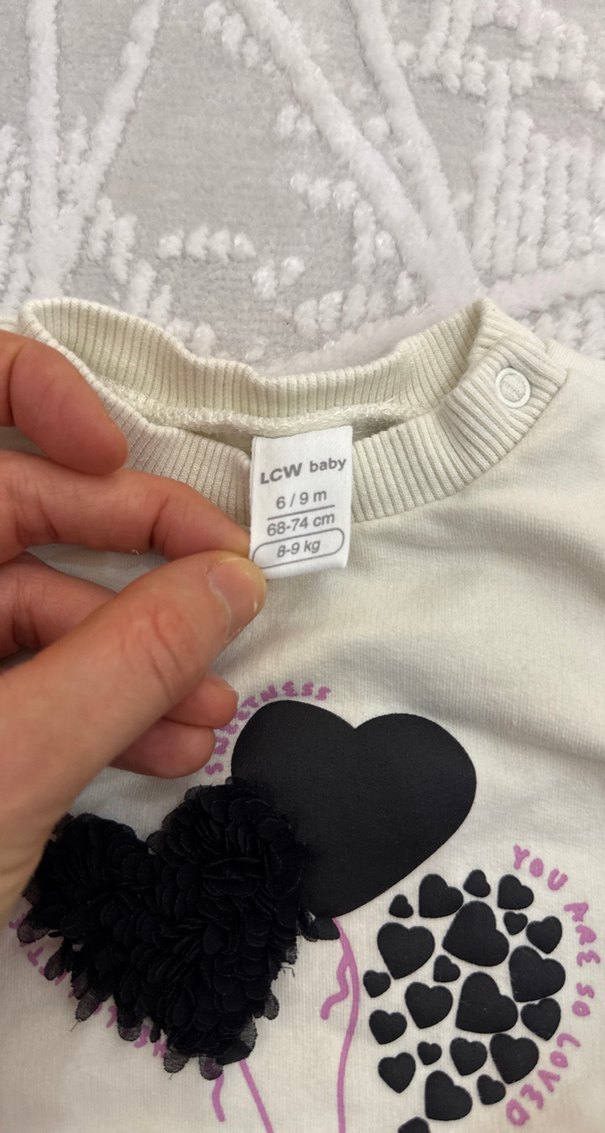 LCW baby
6 / 9 m
68-74 cm
8-9 kg
SWEETNESS
YOU ARE SO LOVED